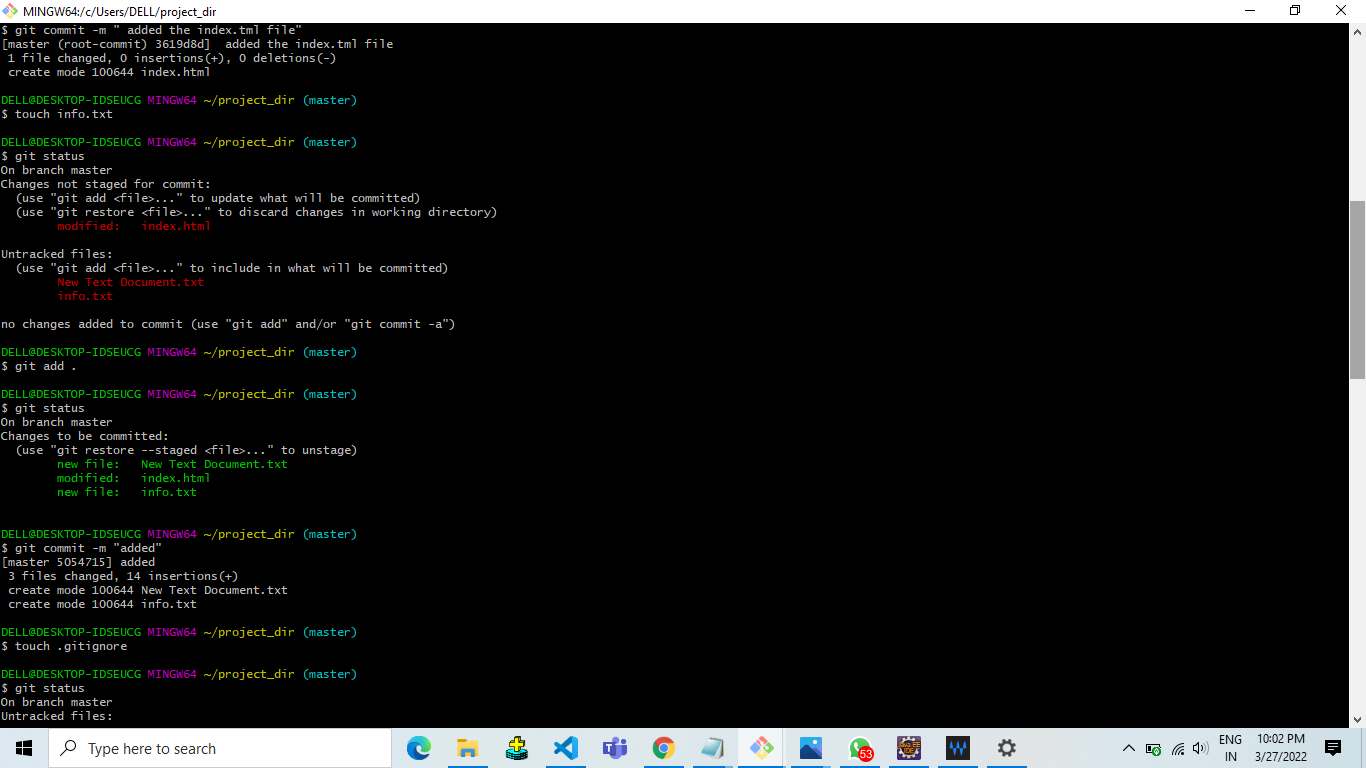 MINGW64:/c/Users/DELL/project_dir
$ git commit -m " added the index.tml file"
[master (root-commit) 3619d8d]  added the index.tml file
 1 file changed, 0 insertions(+), 0 deletions(-)
 create mode 100644 index.html
DELL@DESKTOP-IDSEUCG MINGW64 ~/project_dir (master)
$ touch info.txt
DELL@DESKTOP-IDSEUCG MINGW64 ~/project_dir (master)
$ git status
On branch master
Changes not staged for commit:
  (use "git add <file>..." to update what will be committed)
  (use "git restore <file>..." to discard changes in working directory)
        modified:   index.html
Untracked files:
  (use "git add <file>..." to include in what will be committed)
        New Text Document.txt
        info.txt
no changes added to commit (use "git add" and/or "git commit -a")
DELL@DESKTOP-IDSEUCG MINGW64 ~/project_dir (master)
$ git add .
DELL@DESKTOP-IDSEUCG MINGW64 ~/project_dir (master)
$ git status
On branch master
Changes to be committed:
  (use "git restore --staged <file>..." to unstage)
        new file:   New Text Document.txt
        modified:   index.html
        new file:   info.txt
DELL@DESKTOP-IDSEUCG MINGW64 ~/project_dir (master)
$ git commit -m "added"
[master 5054715] added
 3 files changed, 14 insertions(+)
 create mode 100644 New Text Document.txt
 create mode 100644 info.txt
DELL@DESKTOP-IDSEUCG MINGW64 ~/project_dir (master)
$ touch .gitignore
DELL@DESKTOP-IDSEUCG MINGW64 ~/project_dir (master)
$ git status
On branch master
Untracked files:
Type here to search
53
ENG
IN
10:02 PM
3/27/2022